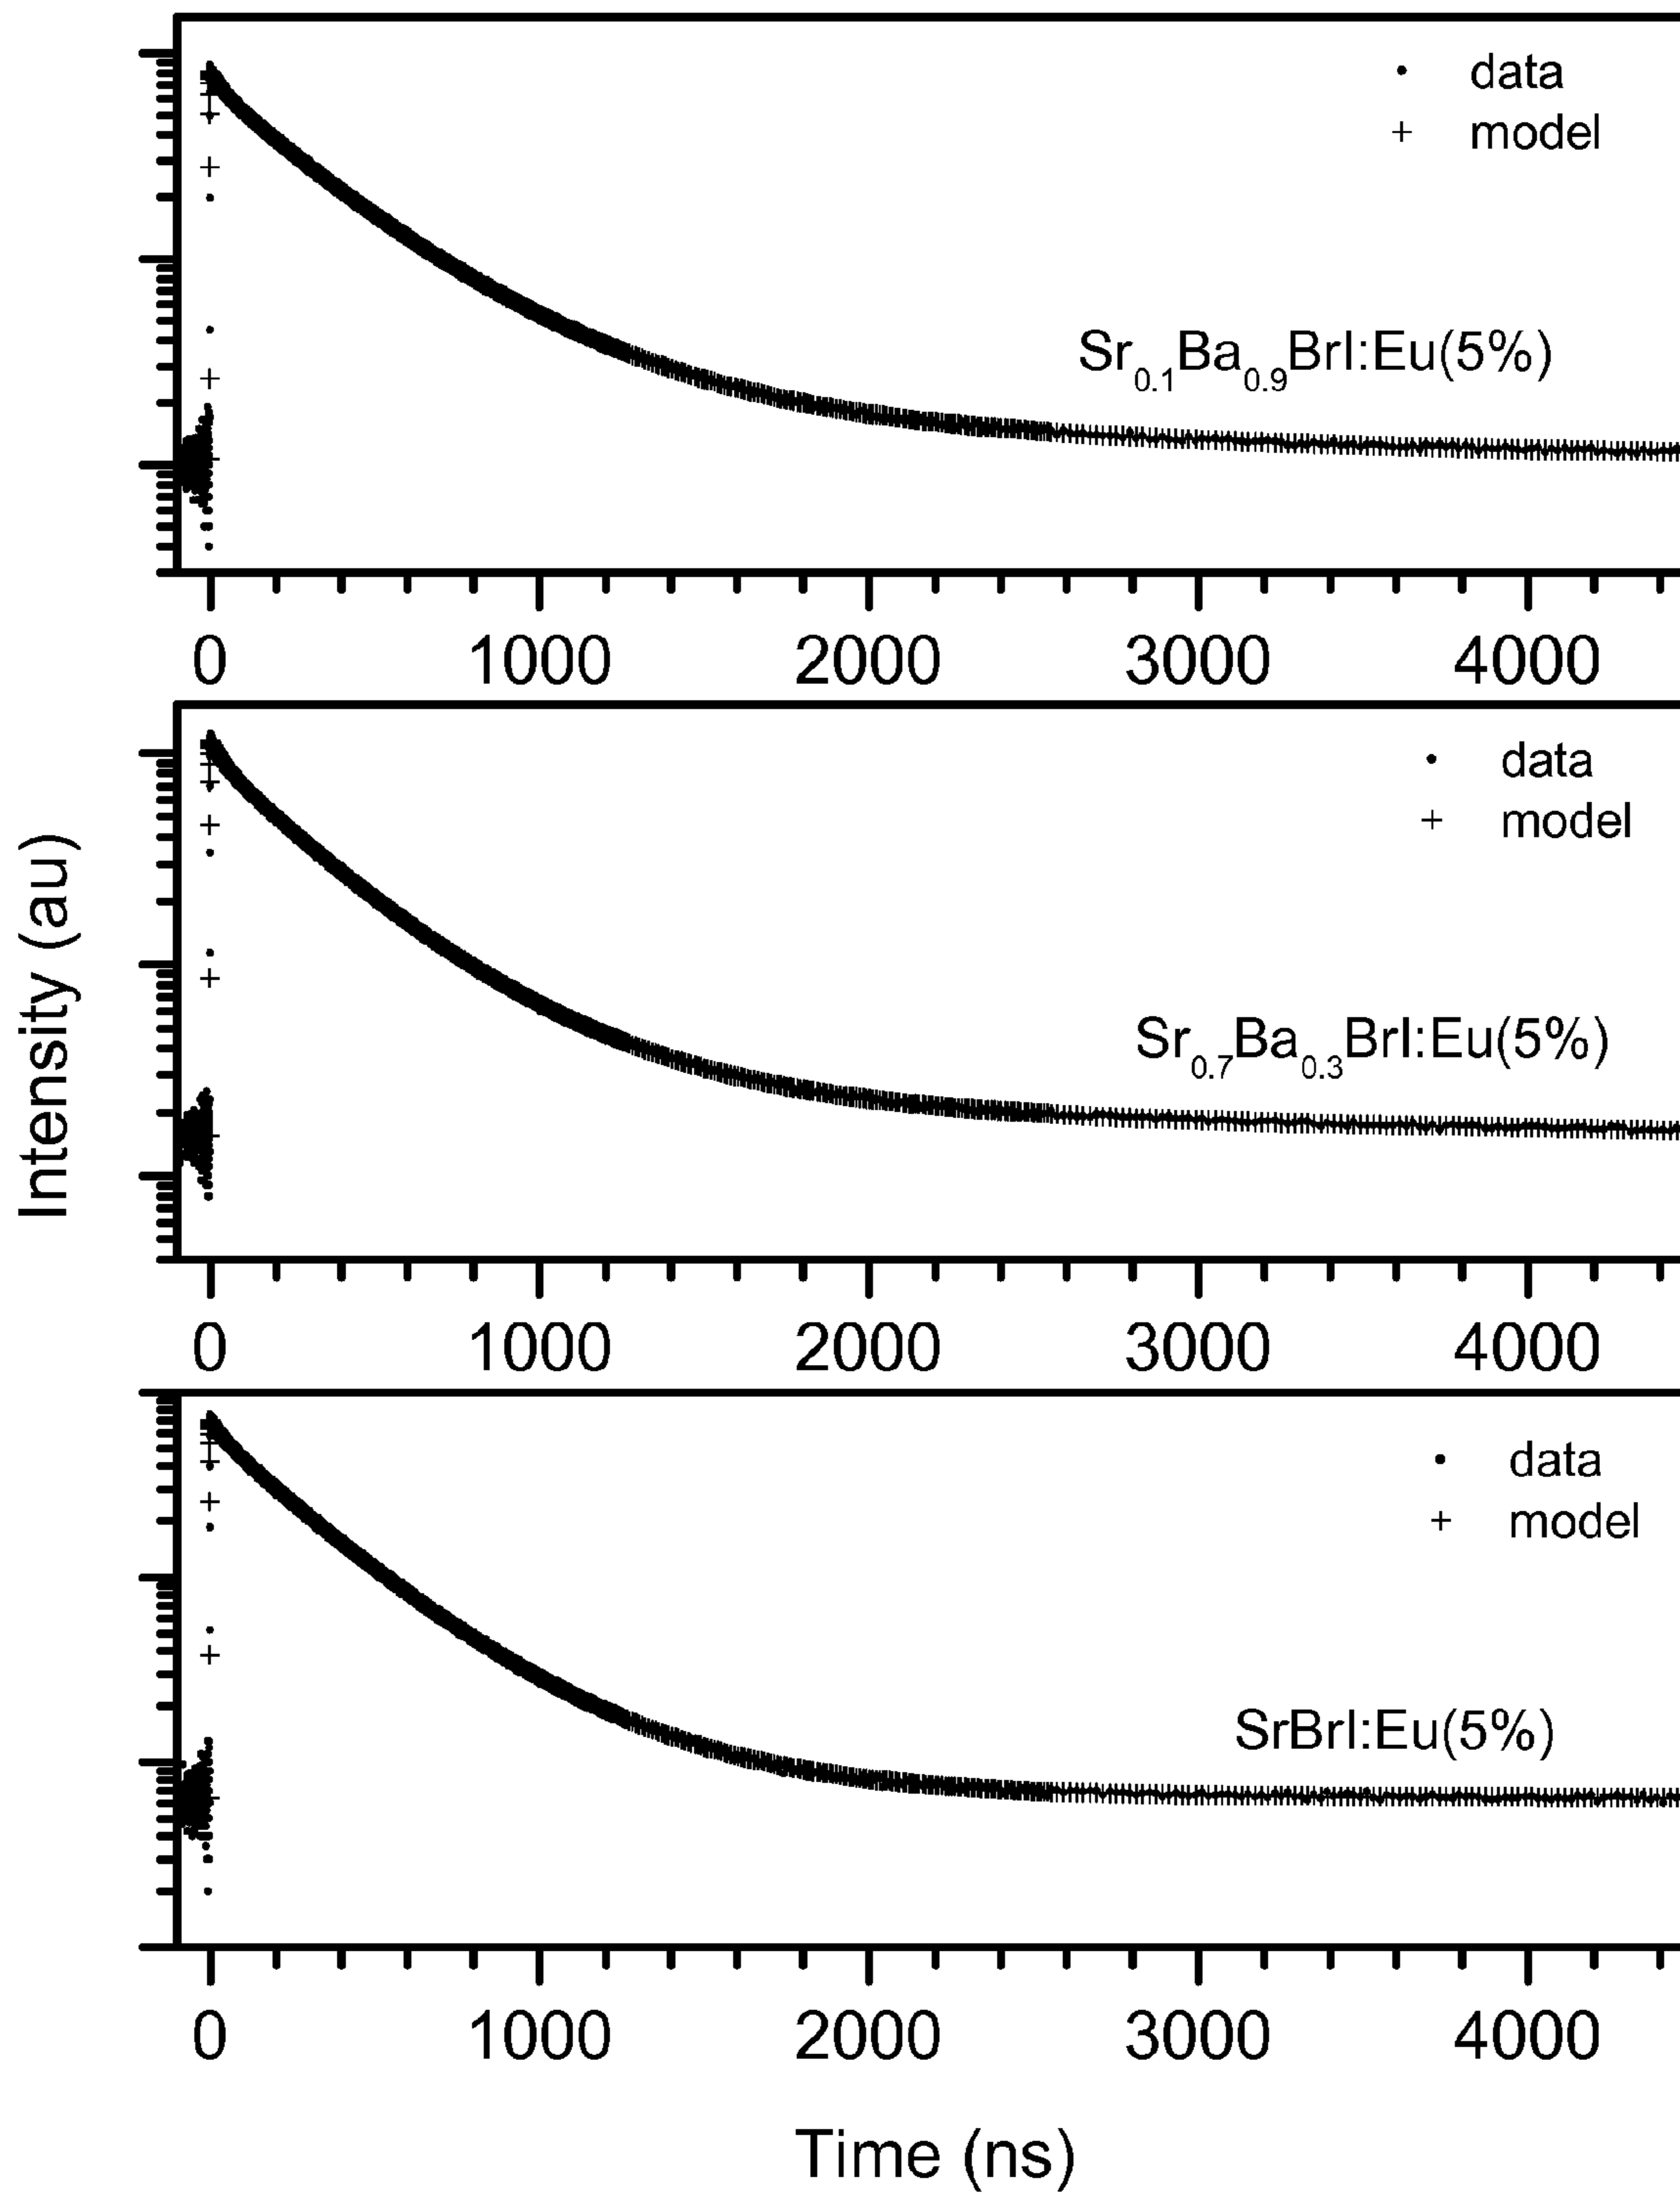 data
+ model
Sr0.1Ba0.9BrI:Eu(5%)
0 1000 2000 3000 4000
data
+ model
Sr0.7Ba0.3BrI:Eu(5%)
0 1000 2000 3000 4000
Intensity (au)
data
+ model
SrBrI:Eu(5%)
0 1000 2000 3000 4000
Time (ns)